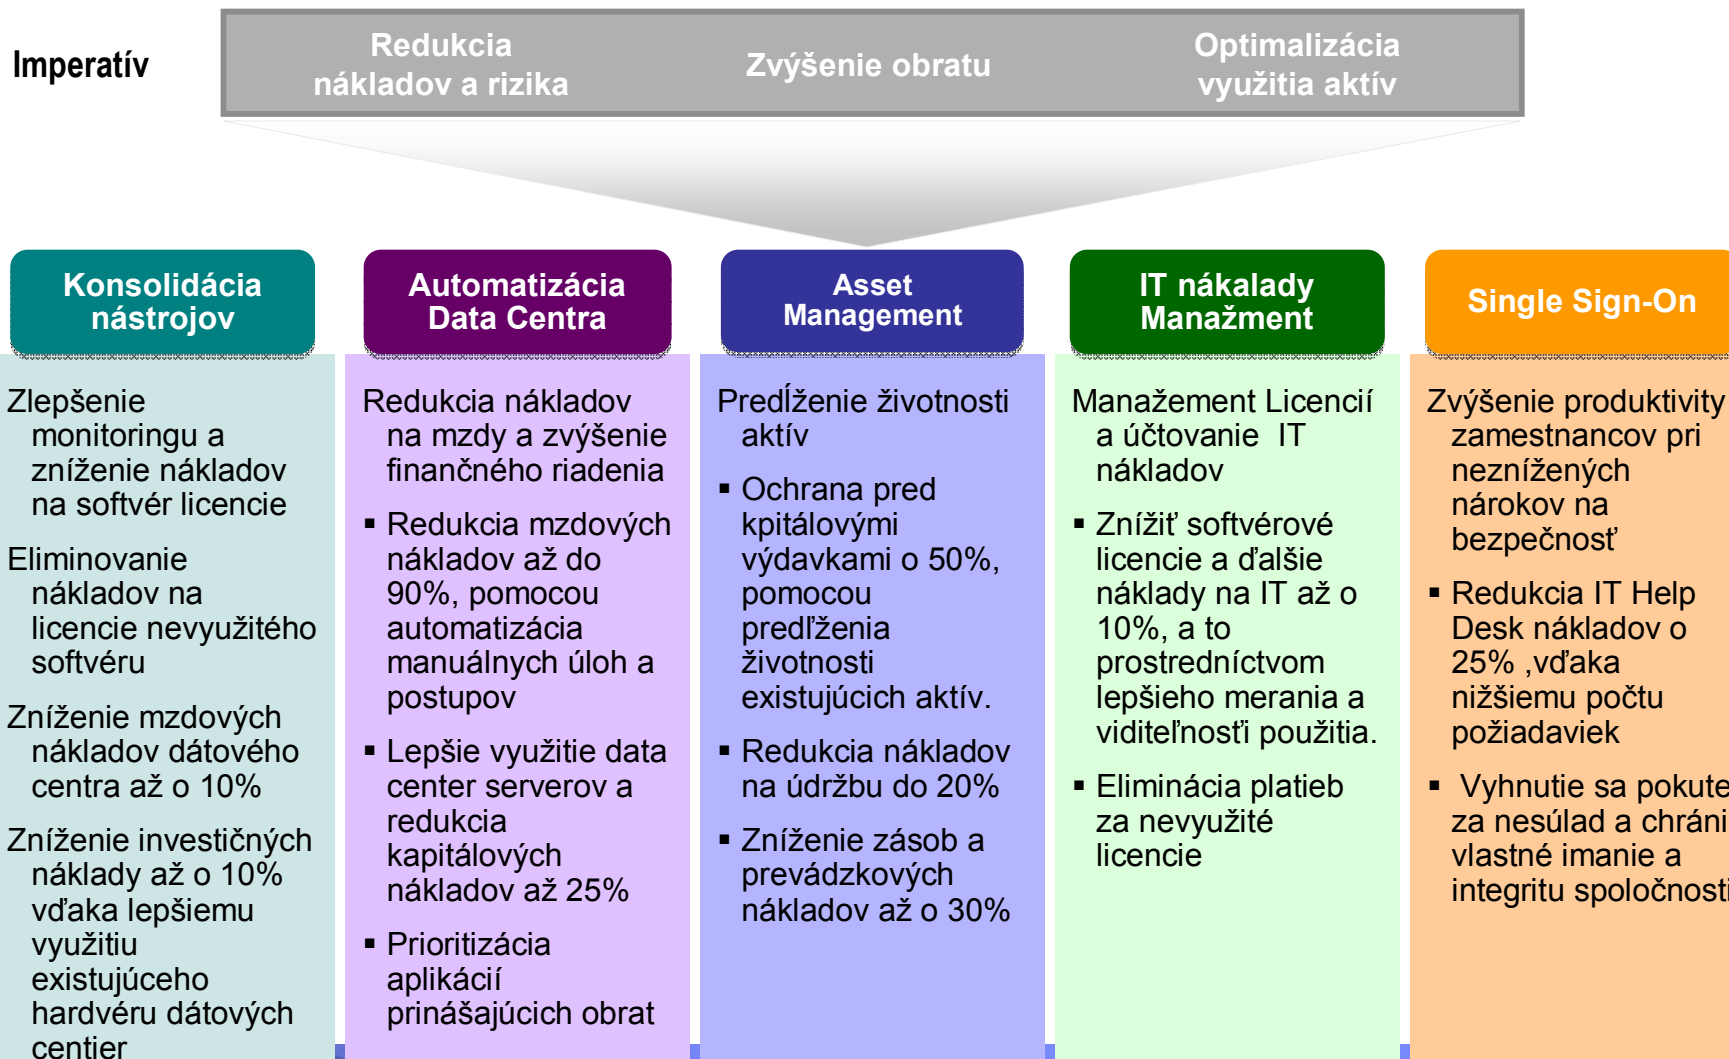 Imperatív
Redukcia
nákladov a rizika
Zvýšenie obratu
Optimalizácia
využitia aktív
Konsolidácia
nástrojov
Zlepšenie
monitoringu a
zníženie nákladov
na softvér licencie
Eliminovanie
nákladov na
licencie nevyužitého
softvéru
Zníženie mzdových
nákladov dátového
centra až o 10%
Zníženie investičných
náklady až o 10%
vďaka lepšiemu
využitiu
existujúceho
hardvéru dátových
centier
Automatizácia
Data Centra
Redukcia nákladov
na mzdy a zvýšenie
finančného riadenia
▪ Redukcia mzdových
nákladov až do
90%, pomocou
automatizácia
manuálnych úloh a
postupov
▪ Lepšie využitie data
center serverov a
redukcia
kapitálových
nákladov až 25%
▪ Prioritizácia
aplikácií
prinášajúcich obrat
Asset
Management
Predĺženie životnosti
aktív
▪ Ochrana pred
kpitálovými
výdavkami o 50%,
pomocou
predľženia
životnosti
existujúcich aktív.
▪ Redukcia nákladov
na údržbu do 20%
▪ Zníženie zásob a
prevádzkových
nákladov až o 30%
IT nákalady
Manažment
Manažement Licencií
a účtovanie IT
nákladov
▪ Znížiť softvérové
licencie a ďalšie
náklady na IT až o
10%, a to
prostredníctvom
lepšieho merania a
viditeľnosťi použitia.
▪ Eliminácia platieb
za nevyužité
licencie
Single Sign-On
Zvýšenie produktivity
zamestnancov pri
neznížených
nárokov na
bezpečnosť
▪ Redukcia IT Help
Desk nákladov o
25% ,vďaka
nižšiemu počtu
požiadaviek
▪ Vyhnutie sa pokute
za nesúlad a chráni
vlastné imanie a
integritu spoločnosti